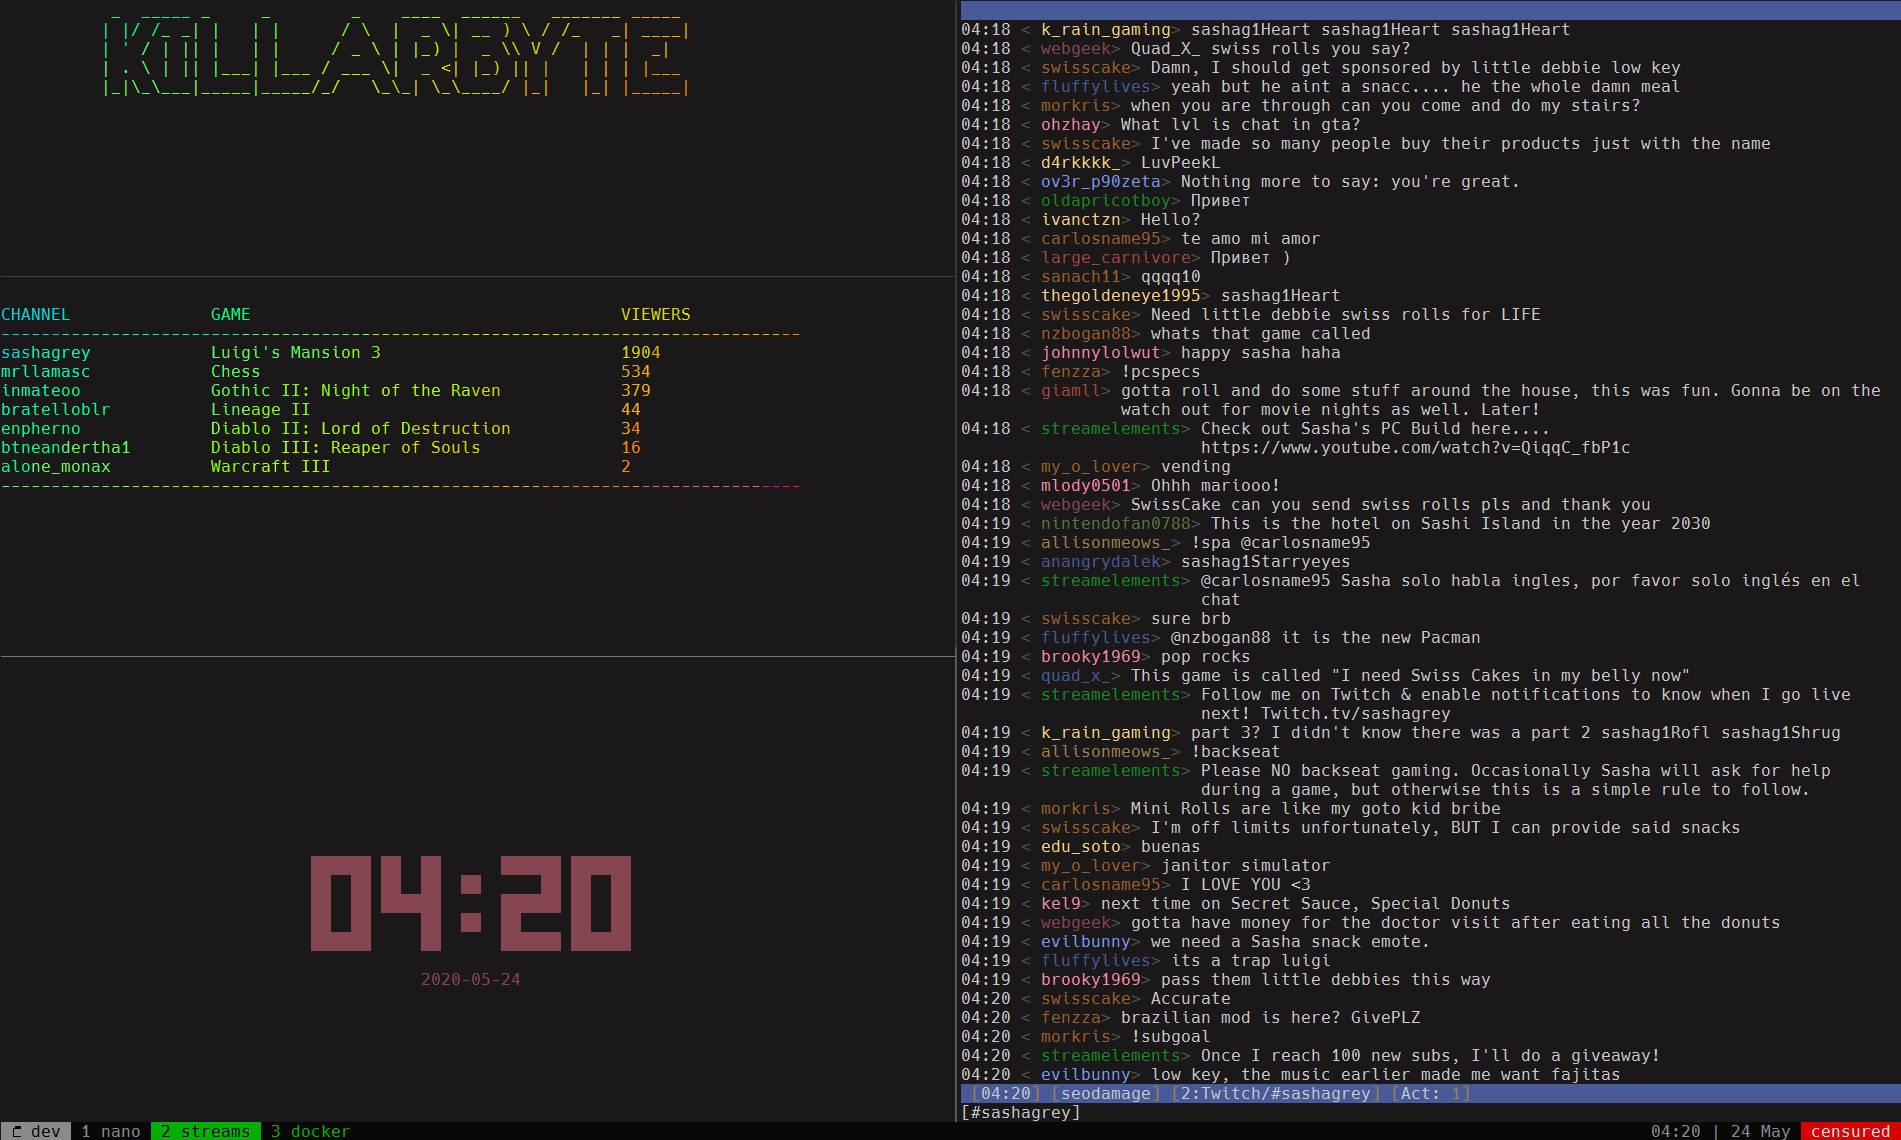 KILLARBYTE
CHANNEL GAME VIEWERS
sashagrey Luigi's Mansion 3 1904
mrllamasc Chess 534
inmateoo Gothic II: Night of the Raven 379
bratelloblr Lineage II 44
enpherno Diablo II: Lord of Destruction 34
btneandertha1 Diablo III: Reaper of Souls 16
alone_monax Warcraft III 2
04:20
2020-05-24
04:18 < k_rain_gaming> sashag1Heart sashag1Heart sashag1Heart
04:18 < webgeek> Quad_X_ swiss rolls you say?
04:18 < swisscake> Damn, I should get sponsored by little debbie low key
04:18 < fluffylives> yeah but he aint a snacc.... he the whole damn meal
04:18 < morkris> when you are through can you come and do my stairs?
04:18 < ohzhay> What lvl is chat in gta?
04:18 < swisscake> I've made so many people buy their products just with the name
04:18 < d4rkkkk_> LuvPeekL
04:18 < ov3r_p90zeta> Nothing more to say: you're great.
04:18 < oldapricotboy> Привет
04:18 < ivanctzn> Hello?
04:18 < carlosname95> te amo mi amor
04:18 < large_carnivore> Привет )
04:18 < sanach11> qqqq10
04:18 < thegoldeneye1995> sashag1Heart
04:18 < swisscake> Need little debbie swiss rolls for LIFE
04:18 < nzbogan88> whats that game called
04:18 < johnnylolwut> happy sasha haha
04:18 < fenzza> !pcspecs
04:18 < giamll> gotta roll and do some stuff around the house, this was fun. Gonna be on the
watch out for movie nights as well. Later!
04:18 < streamelements> Check out Sasha's PC Build here....
https://www.youtube.com/watch?v=QiqqC_fbP1c
04:18 < my_o_lover> vending
04:18 < mlody0501> Ohhh mariooo!
04:18 < webgeek> SwissCake can you send swiss rolls pls and thank you
04:19 < nintendofan0788> This is the hotel on Sashi Island in the year 2030
04:19 < allisonmeows_> !spa @carlosname95
04:19 < anangrydalek> sashag1Starryeyes
04:19 < streamelements> @carlosname95 Sasha solo habla ingles, por favor solo inglés en el
chat
04:19 < swisscake> sure brb
04:19 < fluffylives> @nzbogan88 it is the new Pacman
04:19 < brooky1969> pop rocks
04:19 < quad_x_> This game is called "I need Swiss Cakes in my belly now"
04:19 < streamelements> Follow me on Twitch & enable notifications to know when I go live
next! Twitch.tv/sashagrey
04:19 < k_rain_gaming> part 3? I didn't know there was a part 2 sashag1Rofl sashag1Shrug
04:19 < allisonmeows_> !backseat
04:19 < streamelements> Please NO backseat gaming. Occasionally Sasha will ask for help
during a game, but otherwise this is a simple rule to follow.
04:19 < morkris> Mini Rolls are like my goto kid bribe
04:19 < swisscake> I'm off limits unfortunately, BUT I can provide said snacks
04:19 < edu_soto> buenas
04:19 < my_o_lover> janitor simulator
04:19 < carlosname95> I LOVE YOU <3
04:19 < kel9> next time on Secret Sauce, Special Donuts
04:19 < webgeek> gotta have money for the doctor visit after eating all the donuts
04:19 < evilbunny> we need a Sasha snack emote.
04:19 < fluffylives> its a trap luigi
04:19 < brooky1969> pass them little debbies this way
04:20 < swisscake> Accurate
04:20 < fenzza> brazilian mod is here? GivePLZ
04:20 < morkris> !subgoal
04:20 < streamelements> Once I reach 100 new subs, I'll do a giveaway!
04:20 < evilbunny> low key, the music earlier made me want fajitas
[04:20] [seodamage] [2:Twitch/#sashagrey] [Act: 1]
[#sashagrey]
dev 1 nano 2 streams 3 docker 04:20 | 24 May censured